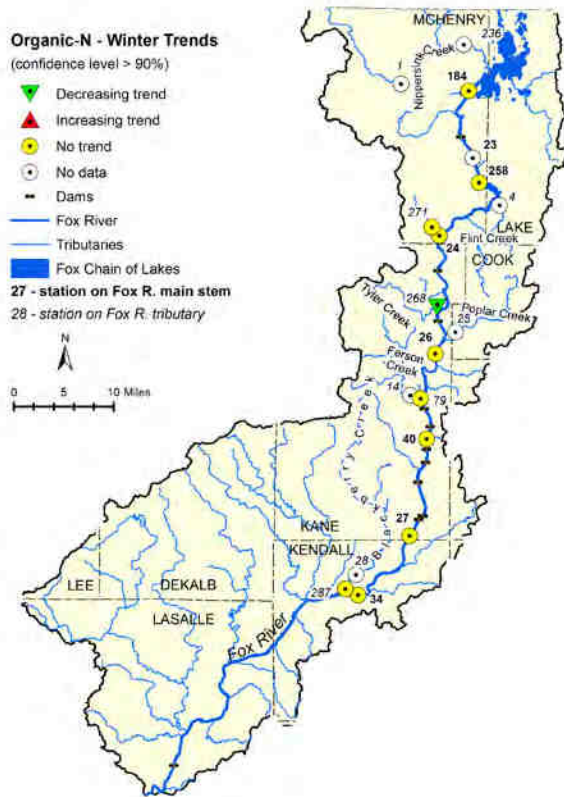 Organic-N - Winter Trends
(confidence level > 90%)
Decreasing trend
Increasing trend
No trend
No data
Dams
Fox River
Tributaries
Fox Chain of Lakes
27 - station on Fox R. main stem
28 - station on Fox R. tributary
N
0 5 10 Miles
MCHENRY
236
1
Nippersink Creek
184
23
258
4
271
LAKE
24
Flint Creek
COOK
268
Tyler Creek
Poplar Creek
25
26
Ferson
Creek
14
79
40
Blackberry Creek
27
KANE
KENDALL
28
LEE
DEKALB
287
34
LASALLE
Fox River